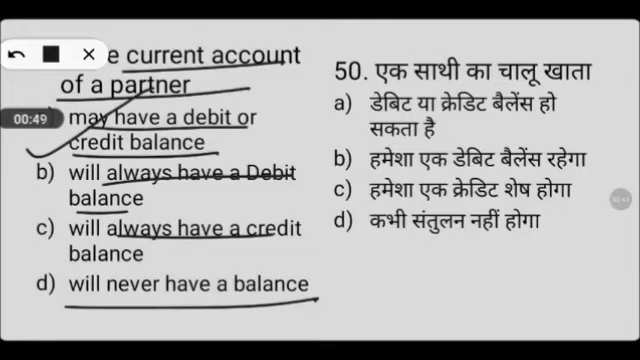 e current account
of a partner
00:49 may have a debit or
credit balance
b) will always have a Debit
balance
c) will always have a credit
balance
d) will never have a balance
50. एक साथी का चालू खाता
a) डेबिट या क्रेडिट बैलेंस हो
सकता है
b) हमेशा एक डेबिट बैलेंस रहेगा
c) हमेशा एक क्रेडिट शेष होगा
d) कभी संतुलन नहीं होगा